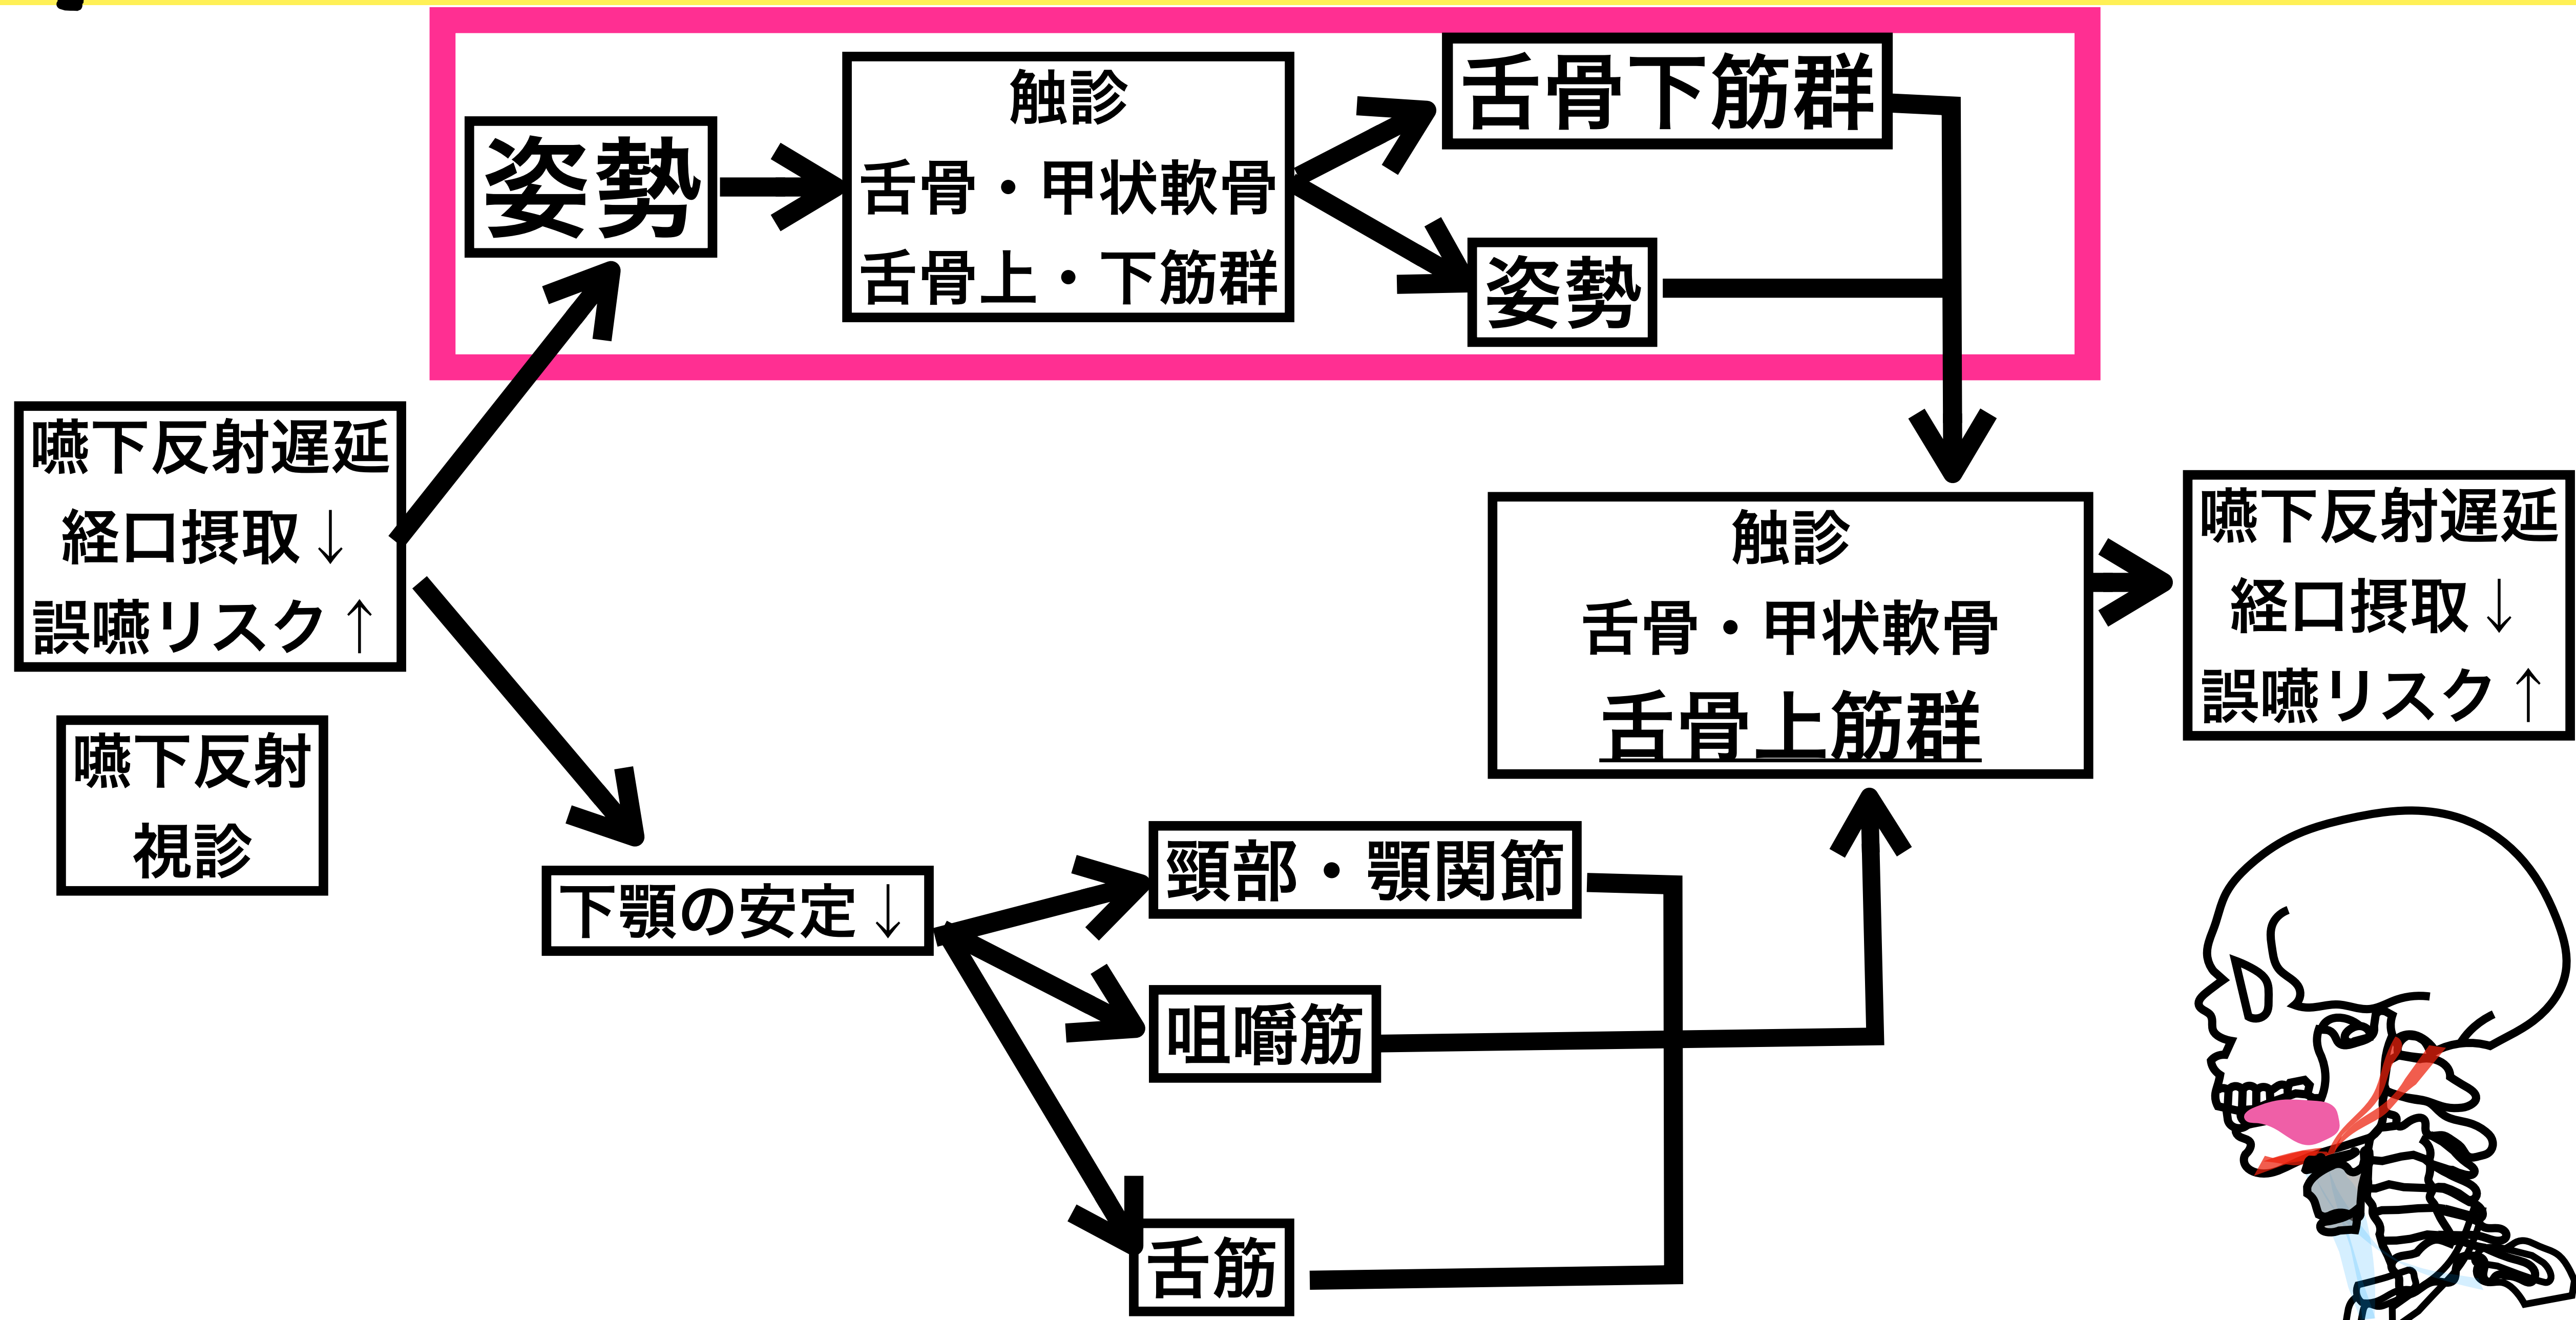 姿勢
触診
舌骨・甲状軟骨
舌骨上・下筋群
舌骨下筋群
姿勢
嚥下反射遅延
経口摂取↓
誤嚥リスク↑
嚥下反射
視診
下顎の安定↓
頸部・顎関節
咀嚼筋
舌筋
触診
舌骨・甲状軟骨
舌骨上筋群
嚥下反射遅延
経口摂取↓
誤嚥リスク↑